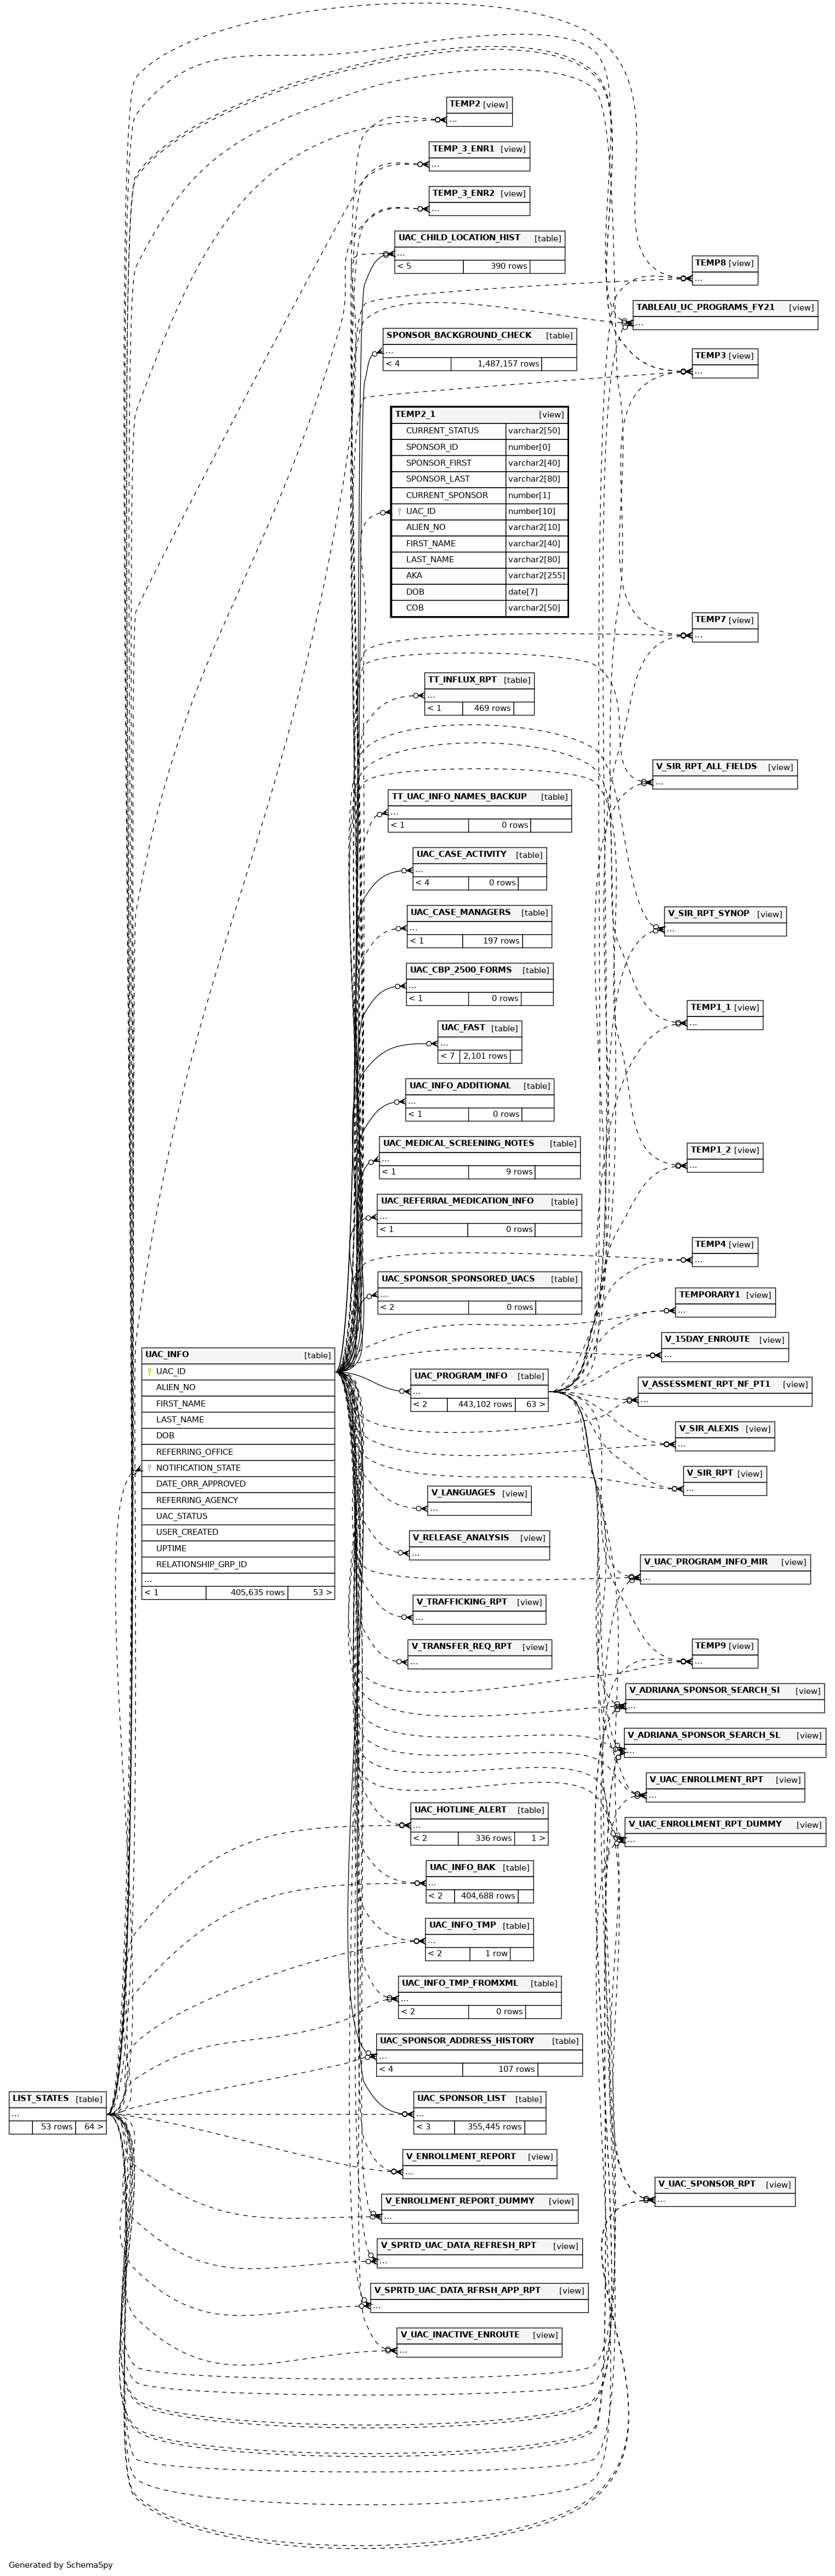 TEMP2 [view]
...
TEMP_3_ENR1 [view]
...
TEMP_3_ENR2 [view]
...
UAC_CHILD_LOCATION_HIST [table]
...
< 5 390 rows
TEMP8 [view]
...
TABLEAU_UC_PROGRAMS_FY21 [view]
...
SPONSOR_BACKGROUND_CHECK [table]
...
< 4 1,487,157 rows
TEMP3 [view]
...
TEMP2_1 [view]
CURRENT_STATUS varchar2[50]
SPONSOR_ID number[0]
SPONSOR_FIRST varchar2[40]
SPONSOR_LAST varchar2[80]
CURRENT_SPONSOR number[1]
UAC_ID number[10]
ALIEN_NO varchar2[10]
FIRST_NAME varchar2[40]
LAST_NAME varchar2[80]
AKA varchar2[255]
DOB date[7]
COB varchar2[50]
TEMP7 [view]
...
TT_INFLUX_RPT [table]
...
< 1 469 rows
V_SIR_RPT_ALL_FIELDS [view]
...
TT_UAC_INFO_NAMES_BACKUP [table]
...
< 1 0 rows
UAC_CASE_ACTIVITY [table]
...
< 4 0 rows
UAC_CASE_MANAGERS [table]
...
< 1 197 rows
V_SIR_RPT_SYNOP [view]
...
UAC_CBP_2500_FORMS [table]
...
< 1 0 rows
TEMP1_1 [view]
...
UAC_FAST [table]
...
< 7 2,101 rows
UAC_INFO_ADDITIONAL [table]
...
< 1 0 rows
UAC_MEDICAL_SCREENING_NOTES [table]
...
< 1 9 rows
TEMP1_2 [view]
...
UAC_REFERRAL_MEDICATION_INFO [table]
...
< 1 0 rows
TEMP4 [view]
...
UAC_SPONSOR_SPONSORED_UACS [table]
...
< 2 0 rows
TEMPORARY1 [view]
...
V_15DAY_ENROUTE [view]
...
UAC_INFO [table]
UAC_ID
ALIEN_NO
FIRST_NAME
LAST_NAME
DOB
REFERRING_OFFICE
NOTIFICATION_STATE
DATE_ORR_APPROVED
REFERRING_AGENCY
UAC_STATUS
USER_CREATED
UPTIME
RELATIONSHIP_GRP_ID
...
< 1 405,635 rows 53 >
UAC_PROGRAM_INFO [table]
...
< 2 443,102 rows 63 >
V_ASSESSMENT_RPT_NF_PT1 [view]
...
V_SIR_ALEXIS [view]
...
V_SIR_RPT [view]
...
V_LANGUAGES [view]
...
V_RELEASE_ANALYSIS [view]
...
V_UAC_PROGRAM_INFO_MIR [view]
...
V_TRAFFICKING_RPT [view]
...
V_TRANSFER_REQ_RPT [view]
...
TEMP9 [view]
...
V_ADRIANA_SPONSOR_SEARCH_SI [view]
...
V_ADRIANA_SPONSOR_SEARCH_SL [view]
...
V_UAC_ENROLLMENT_RPT [view]
...
UAC_HOTLINE_ALERT [table]
...
< 2 336 rows 1 >
V_UAC_ENROLLMENT_RPT_DUMMY [view]
...
UAC_INFO_BAK [table]
...
< 2 404,688 rows
UAC_INFO_TMP [table]
...
< 2 1 row
UAC_INFO_TMP_FROMXML [table]
...
< 2 0 rows
UAC_SPONSOR_ADDRESS_HISTORY [table]
...
< 4 107 rows
LIST_STATES [table]
...
53 rows 64 >
UAC_SPONSOR_LIST [table]
...
< 3 355,445 rows
V_ENROLLMENT_REPORT [view]
...
V_UAC_SPONSOR_RPT [view]
...
V_ENROLLMENT_REPORT_DUMMY [view]
...
V_SPRTD_UAC_DATA_REFRESH_RPT [view]
...
V_SPRTD_UAC_DATA_RFRSH_APP_RPT [view]
...
V_UAC_INACTIVE_ENROUTE [view]
...
Generated by SchemaSpy